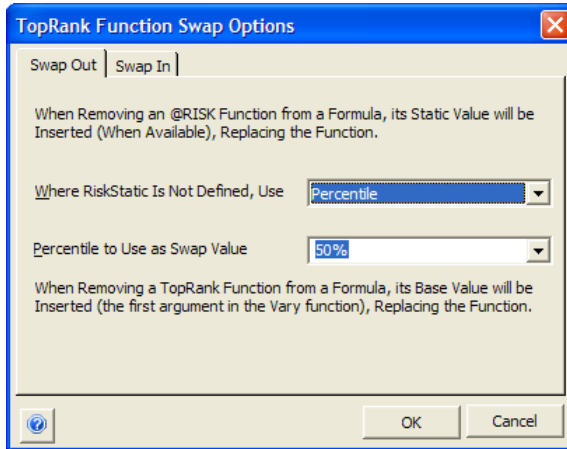 TopRank Function Swap Options
Swap Out
Swap In
When Removing an @RISK Function from a Formula, its Static Value will be
Inserted (When Available), Replacing the Function.
Where RiskStatic Is Not Defined, Use
Percentile
Percentile to Use as Swap Value
50%
When Removing a TopRank Function from a Formula, its Base Value will be
Inserted (the first argument in the Vary function), Replacing the Function.
?
OK
Cancel